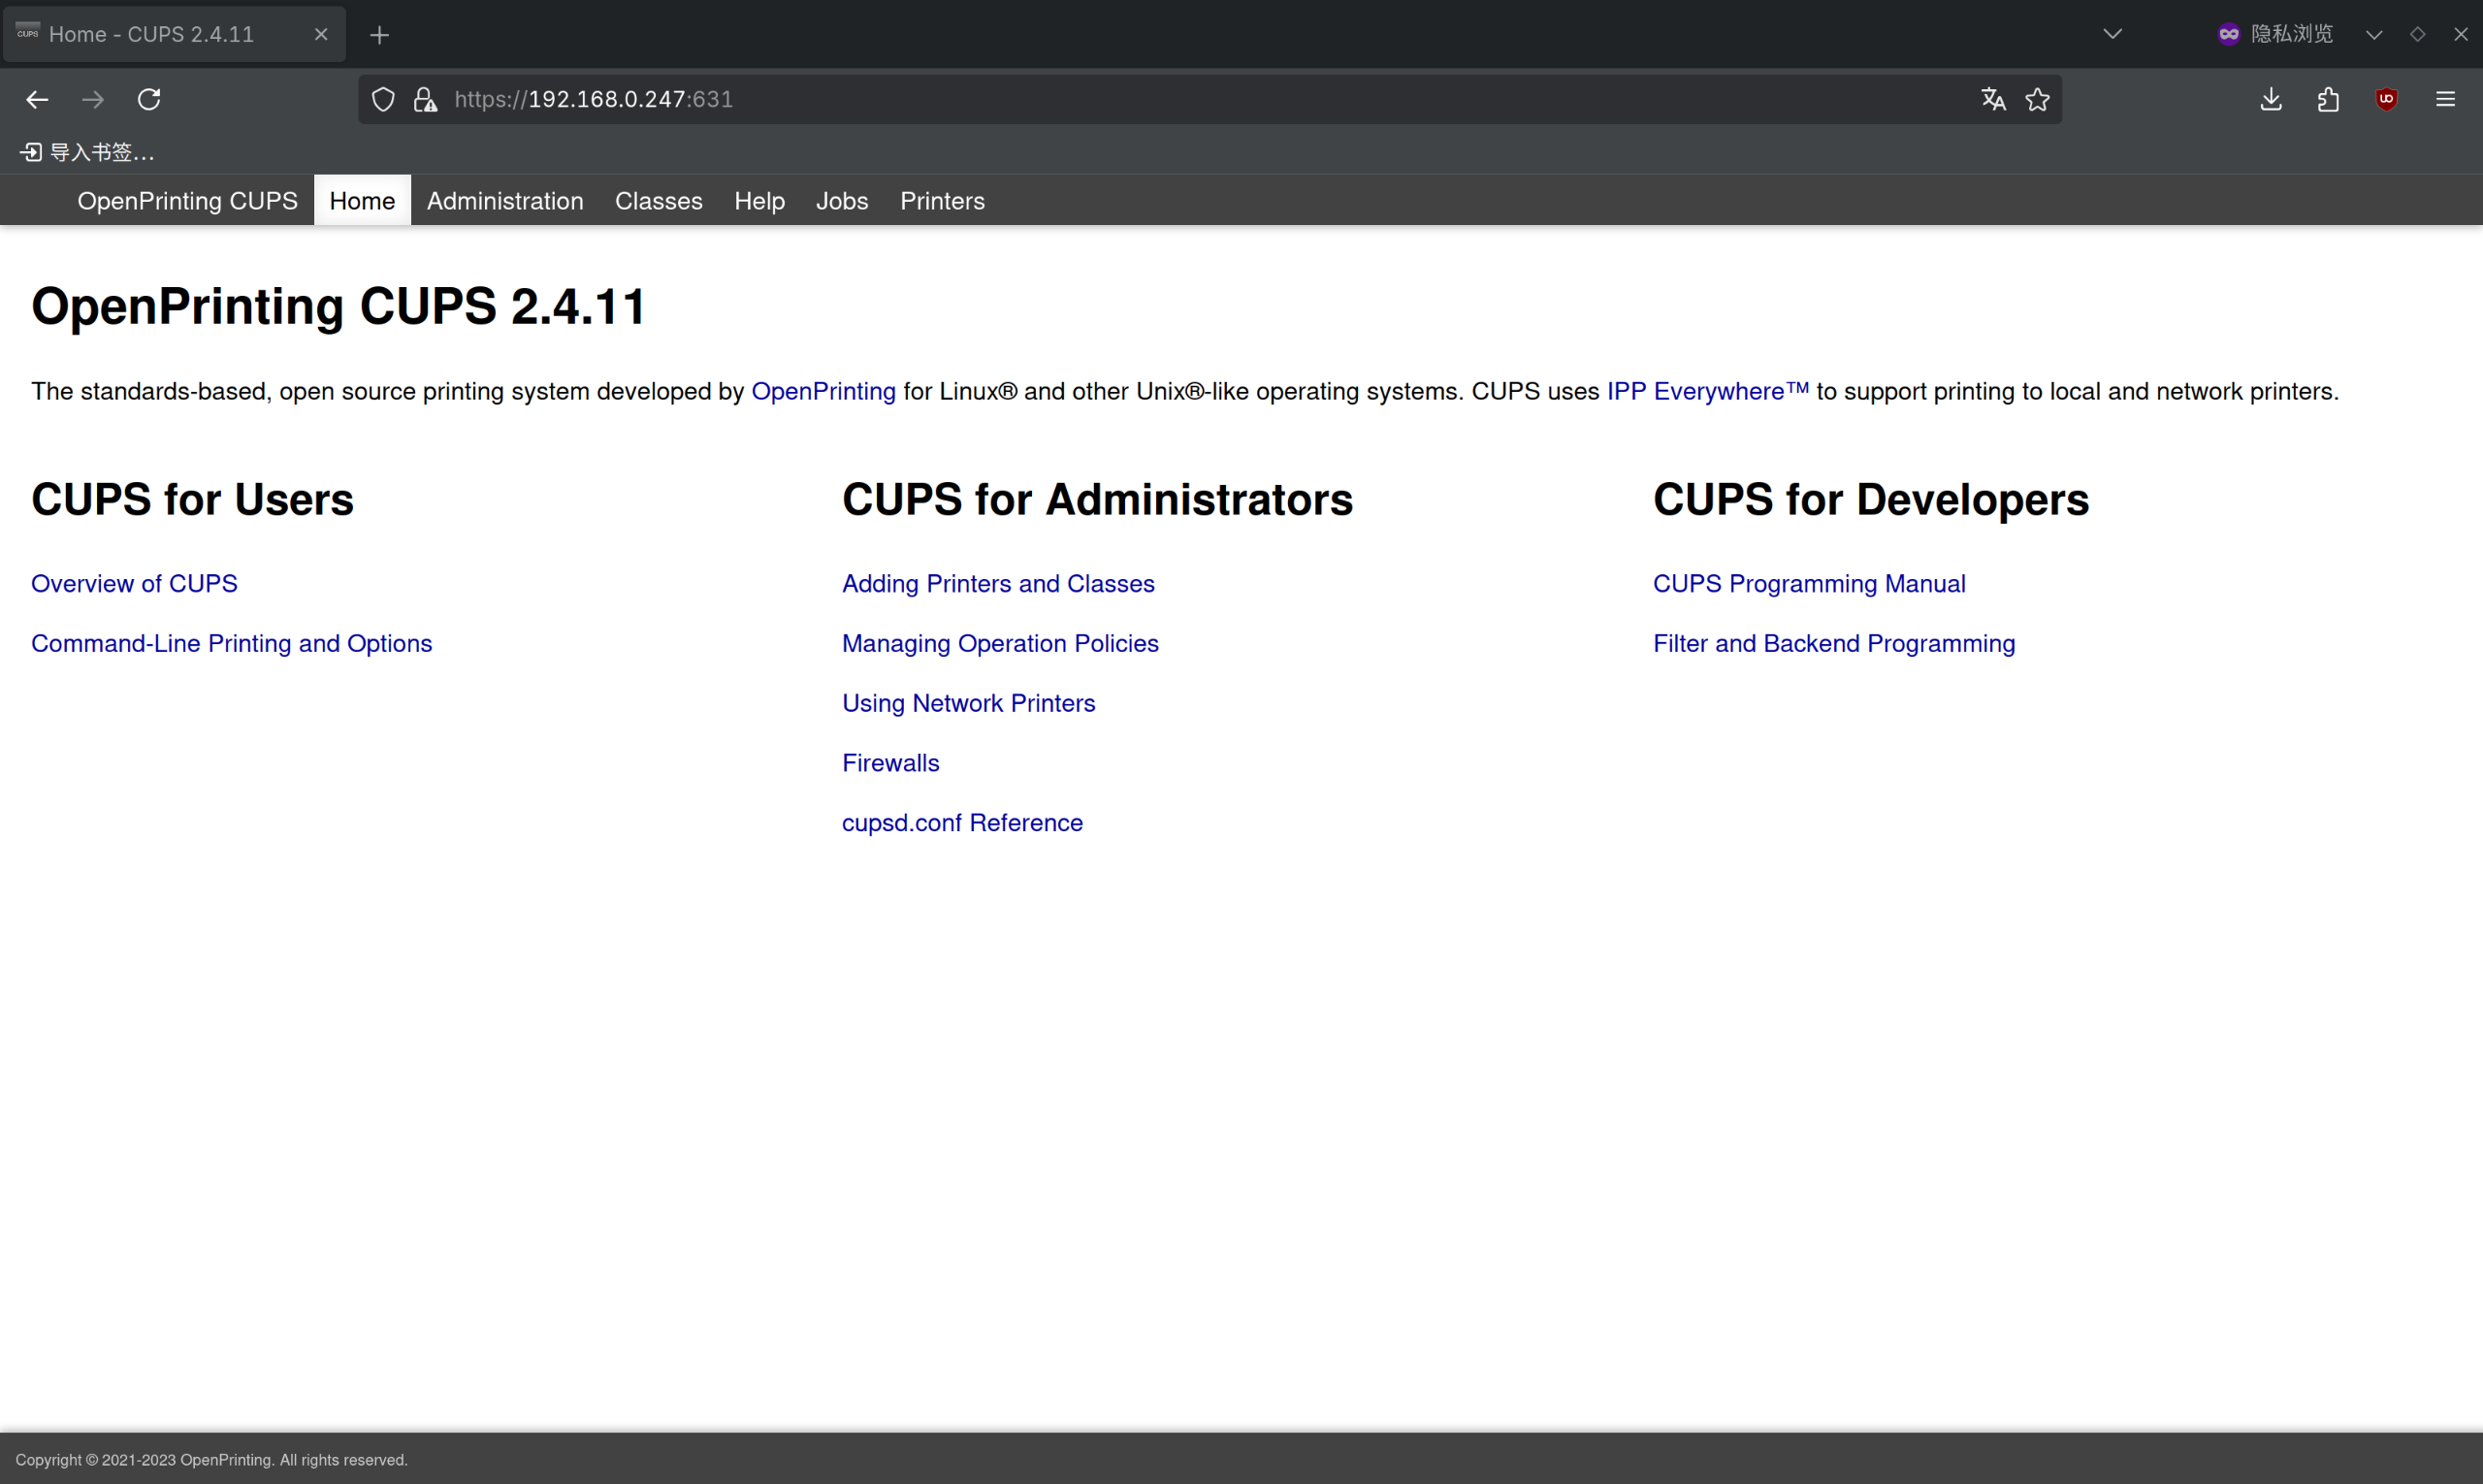 CUPS Home - CUPS 2.4.11
隐私浏览
https://192.168.0.247:631
导入书签…
OpenPrinting CUPS Home Administration Classes Help Jobs Printers
OpenPrinting CUPS 2.4.11
The standards-based, open source printing system developed by OpenPrinting for Linux® and other Unix®-like operating systems. CUPS uses IPP Everywhere™ to support printing to local and network printers.
CUPS for Users
Overview of CUPS
Command-Line Printing and Options
CUPS for Administrators
Adding Printers and Classes
Managing Operation Policies
Using Network Printers
Firewalls
cupsd.conf Reference
CUPS for Developers
CUPS Programming Manual
Filter and Backend Programming
Copyright © 2021-2023 OpenPrinting. All rights reserved.